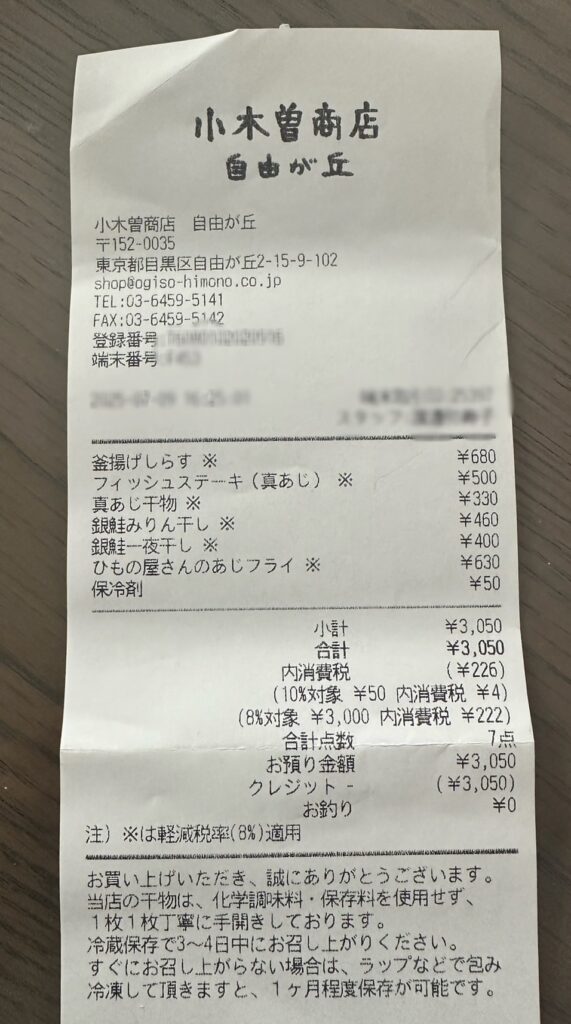 小木曽商店
自由が丘
小木曽商店 自由が丘
〒152-0035
東京都目黒区自由が丘2-15-9-102
shop@ogiso-himono.co.jp
TEL:03-6459-5141
FAX:03-6459-5142
登録番号
端末番号
釜揚げしらす ※ ¥680
フィッシュステーキ(真あじ) ※ ¥500
真あじ干物 ※ ¥330
銀鮭みりん干し ※ ¥460
銀鮭一夜干し ※ ¥400
ひもの屋さんのあじフライ ※ ¥630
保冷剤 ¥50
小計 ¥3,050
合計 ¥3,050
内消費税 (¥226)
(10%対象 ¥50 内消費税 ¥4)
(8%対象 ¥3,000 内消費税 ¥222)
合計点数 7点
お預り金額 ¥3,050
クレジット - (¥3,050)
お釣り ¥0
注) ※は軽減税率(8%)適用
お買い上げいただき、誠にありがとうございます。
当店の干物は、化学調味料・保存料を使用せず、
1枚1枚丁寧に手開きしております。
冷蔵保存で3〜4日中にお召し上がりください。
すぐにお召し上がらない場合は、ラップなどで包み
冷凍して頂きますと、1ヶ月程度保存が可能です。